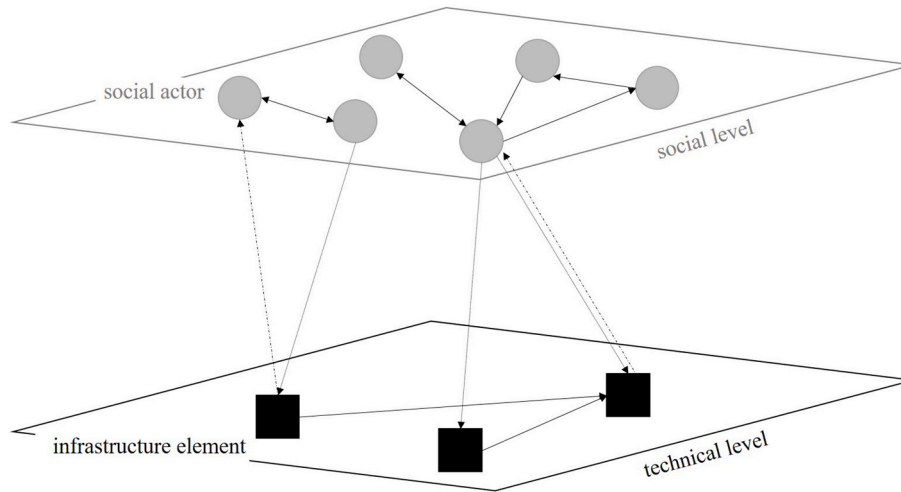 social actor
social level
infrastructure element
technical level